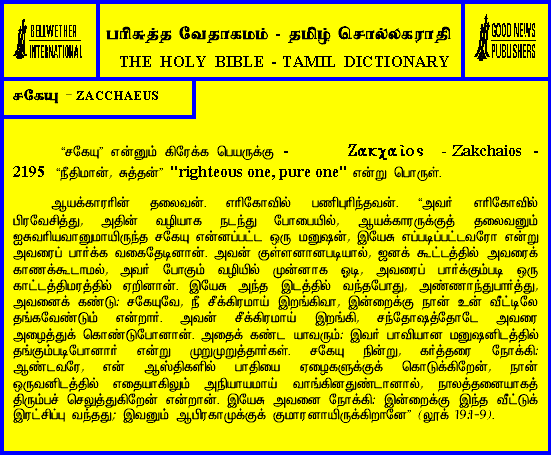 BELLWETHER
INTERNATIONAL
பரிசுத்த வேதாகமம் - தமிழ் சொல்லகராதி
THE HOLY BIBLE - TAMIL DICTIONARY
GOOD NEWS
PUBLISHERS
சகேயு - ZACCHAEUS
“சகேயு” என்னும் கிரேக்க பெயருக்கு - Ζακχαῖος - Zakchaios -
2195 “நீதிமான், சுத்தன்” "righteous one, pure one" என்று பொருள்.
ஆயக்காரரின் தலைவன். எரிகோவில் பணிபுரிந்தவன். “அவர் எரிகோவில்
பிரவேசித்து, அதின் வழியாக நடந்து போபையில், ஆயக்காரருக்குத் தலைவனும்
ஐசுவரியவானுமாயிருந்த சகேயு என்னப்பட்ட ஒரு மனுஷன், இயேசு எப்படிப்பட்டவரோ என்று
அவரைப் பார்க்க வகைதேடினான். அவன் குள்ளனானபடியால், ஜனக் கூட்டத்தில் அவரைக்
காணக்கூடாமல், அவர் போகும் வழியில் முன்னாக ஓடி, அவரைப் பார்க்கும்படி ஒரு
காட்டத்திமரத்தில் ஏறினான். இயேசு அந்த இடத்தில் வந்தபோது, அண்ணாந்துபார்த்து,
அவனைக் கண்டு: சகேயுவே, நீ சீக்கிரமாய் இறங்கிவா, இன்றைக்கு நான் உன் வீட்டிலே
தங்கவேண்டும் என்றார். அவன் சீக்கிரமாய் இறங்கி, சந்தோஷத்தோடே அவரை
அழைத்துக் கொண்டுபோனான். அதைக் கண்ட யாவரும்: இவர் பாவியான மனுஷனிடத்தில்
தங்கும்படிபோனார் என்று முறுமுறுத்தார்கள். சகேயு நின்று, கர்த்தரை நோக்கி:
ஆண்டவரே, என் ஆஸ்திகளில் பாதியை ஏழைகளுக்குக் கொடுக்கிறேன், நான்
ஒருவனிடத்தில் எதையாகிலும் அநியாயமாய் வாங்கினதுண்டானால், நாலத்தனையாகத்
திரும்பச் செலுத்துகிறேன் என்றான். இயேசு அவனை நோக்கி: இன்றைக்கு இந்த வீட்டுக்கு
இரட்சிப்பு வந்தது; இவனும் ஆபிரகாமுக்குக் குமாரனாயிருக்கிறானே” (லூக் 19:1-9).